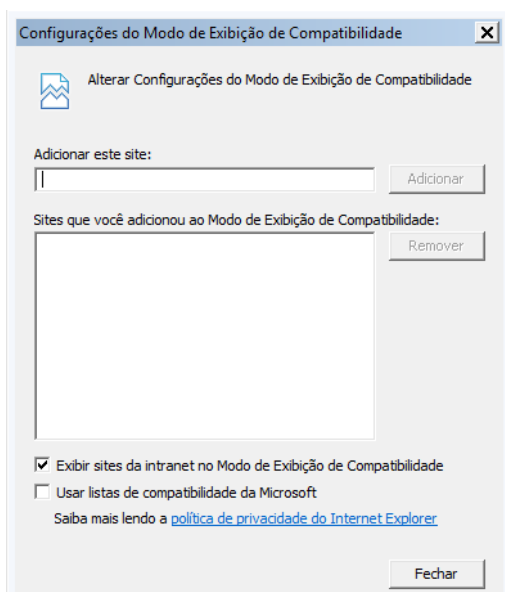 Configurações do Modo de Exibição de Compatibilidade
Alterar Configurações do Modo de Exibição de Compatibilidade
Adicionar este site:
Adicionar
Sites que você adicionou ao Modo de Exibição de Compatibilidade:
Remover
Exibir sites da intranet no Modo de Exibição de Compatibilidade
Usar listas de compatibilidade da Microsoft
Saiba mais lendo a política de privacidade do Internet Explorer
Fechar